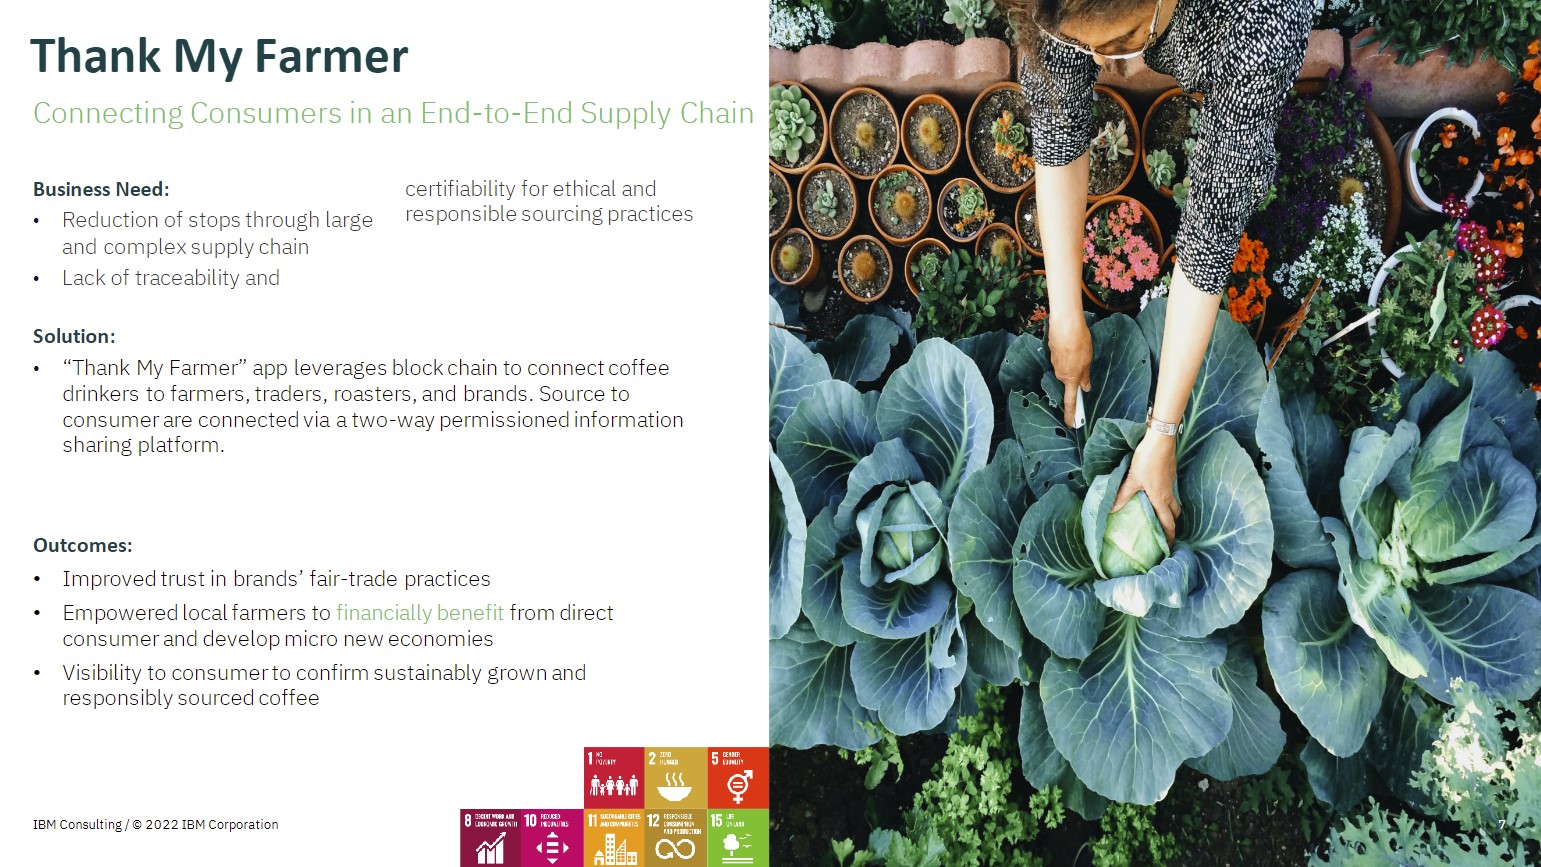 Thank My Farmer
Connecting Consumers in an End-to-End Supply Chain
Business Need:
• Reduction of stops through large
and complex supply chain
• Lack of traceability and
certifiability for ethical and
responsible sourcing practices
Solution:
• “Thank My Farmer” app leverages block chain to connect coffee
drinkers to farmers, traders, roasters, and brands. Source to
consumer are connected via a two-way permissioned information
sharing platform.
Outcomes:
• Improved trust in brands’ fair-trade practices
• Empowered local farmers to financially benefit from direct
consumer and develop micro new economies
• Visibility to consumer to confirm sustainably grown and
responsibly sourced coffee
1 NO
POVERTY
2 ZERO
HUNGER
5 GENDER
EQUALITY
8 DECENT WORK AND
ECONOMIC GROWTH
10 REDUCED
INEQUALITIES
11 SUSTAINABLE CITIES
AND COMMUNITIES
12 RESPONSIBLE
CONSUMPTION
AND PRODUCTION
15 LIFE
ON LAND
IBM Consulting / © 2022 IBM Corporation
7